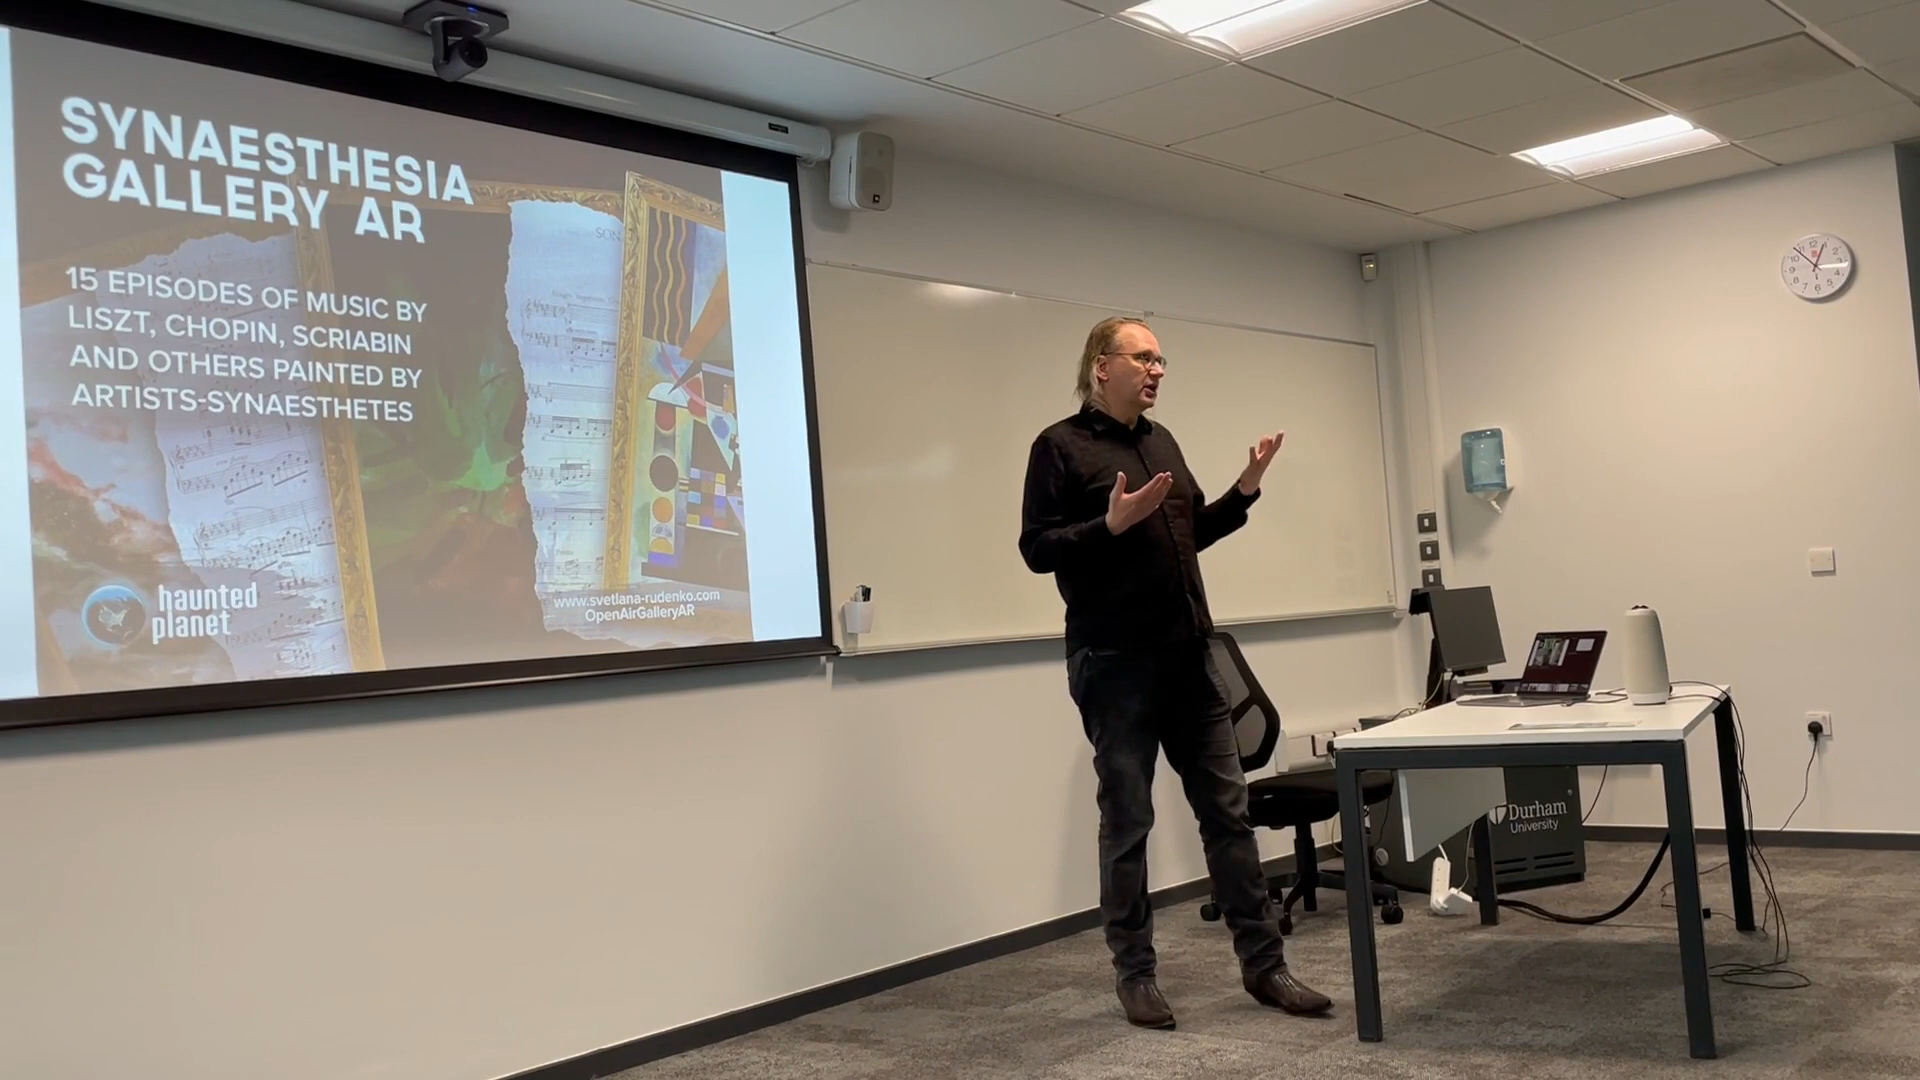 SYNAESTHESIA
GALLERY AR
15 EPISODES OF MUSIC BY
LISZT, CHOPIN, SCRIABIN
AND OTHERS PAINTED BY
ARTISTS-SYNAESTHETES
haunted
planet
www.svetlana-rudenko.com
OpenAirGalleryAR
Durham
University